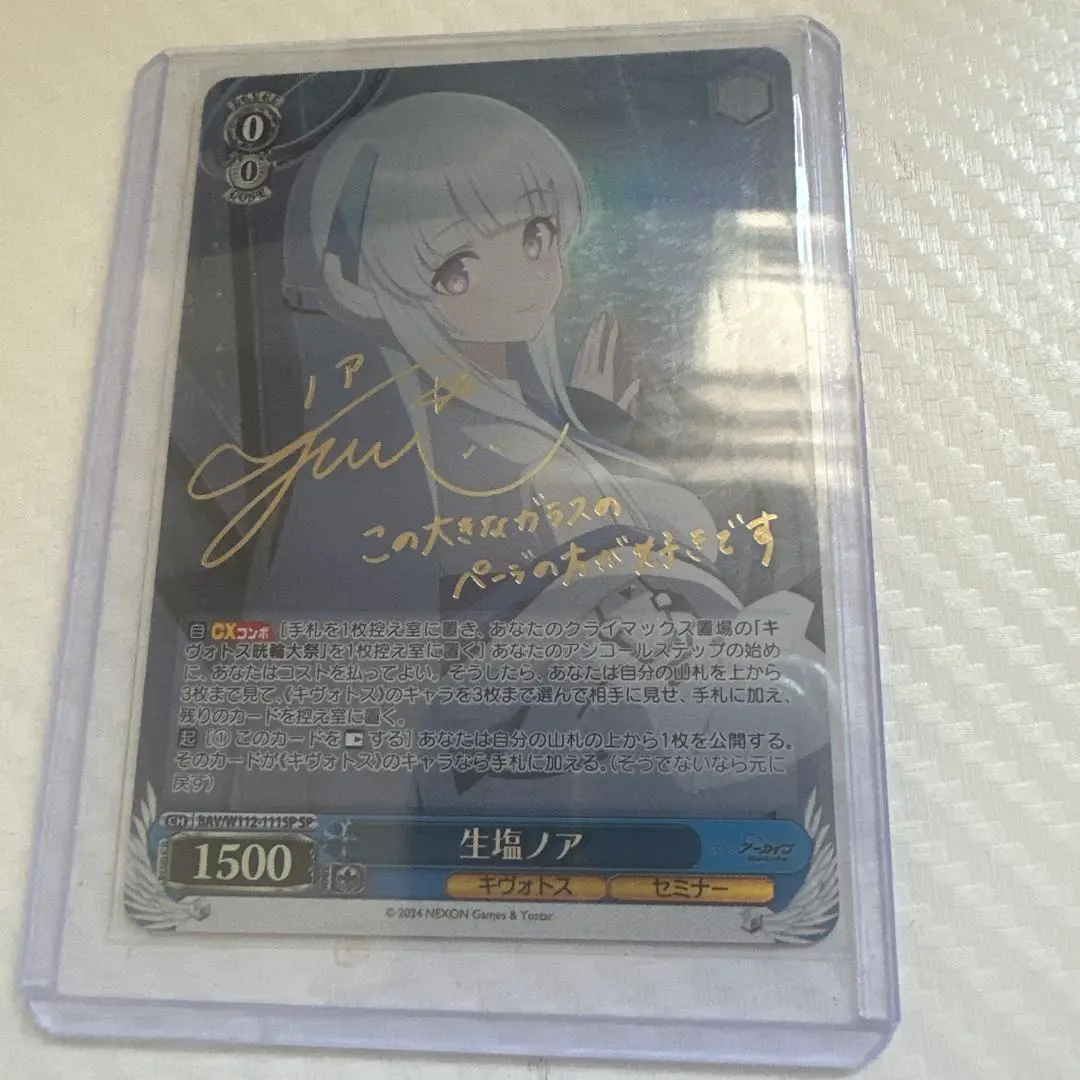 LEVEL
0
0
COST
ノア
この大きなガラスの
ページの方が好きです
自 CXコンボ ［手札を1枚控え室に置き、あなたのクライマックス置場の「キ
ヴォトス晄輪大祭」を1枚控え室に置く］ あなたのアンコールステップの始め
に、あなたはコストを払ってよい。そうしたら、あなたは自分の山札を上から
3枚まで見て、《キヴォトス》のキャラを3枚まで選んで相手に見せ、手札に加え、
残りのカードを控え室に置く。
起 ［① このカードを する］ あなたは自分の山札の上から1枚を公開する。
そのカードが《キヴォトス》のキャラなら手札に加える。（そうでないなら元に
戻す）
CH BAV/W112-111SP SP
1500
生塩ノア
アーカイブ
キヴォトス
セミナー
© 2024 NEXON Games & Yostar